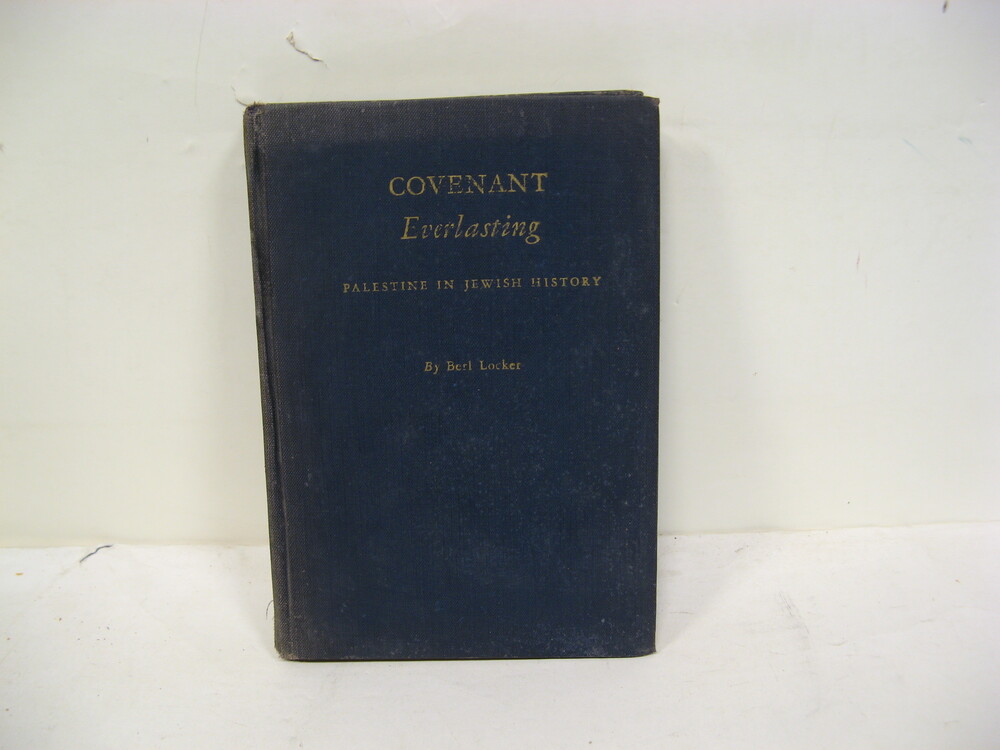 COVENANT
Everlasting
PALESTINE IN JEWISH HISTORY
By Berl Locker